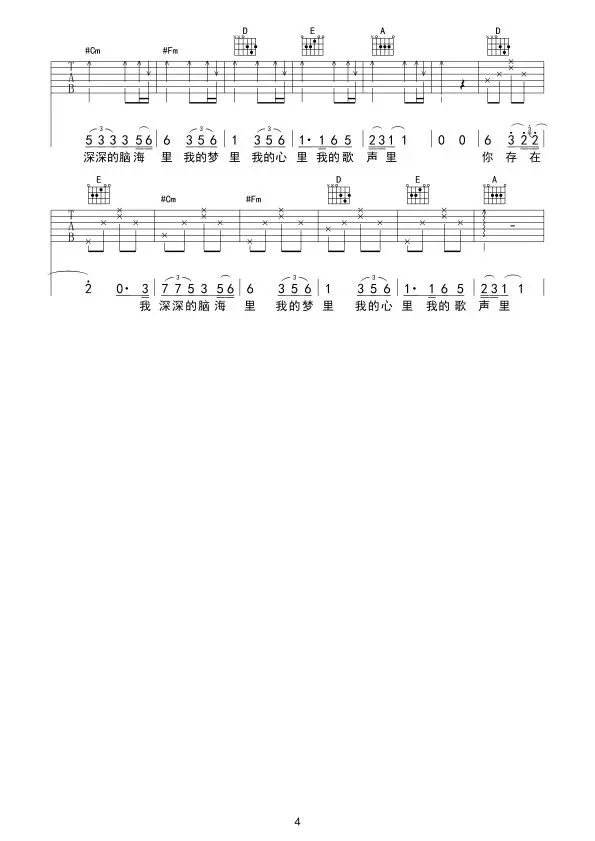 #Cm #Fm D E A D
T A B
5 3 3 3 5 6 6 3 5 6 1 3 5 6 1· 1 6 5 2 3 1 1 0 0 6 3 2 2
深深的脑海 里 我的梦 里 我的心 里 我的歌 声里 你 存 在
E #Cm #Fm D E A
T A B
2 0· 3 7 7 5 3 5 6 6 3 5 6 1 3 5 6 1· 1 6 5 2 3 1 1
我 深深的脑海 里 我的梦 里 我的心 里 我的歌 声里
4